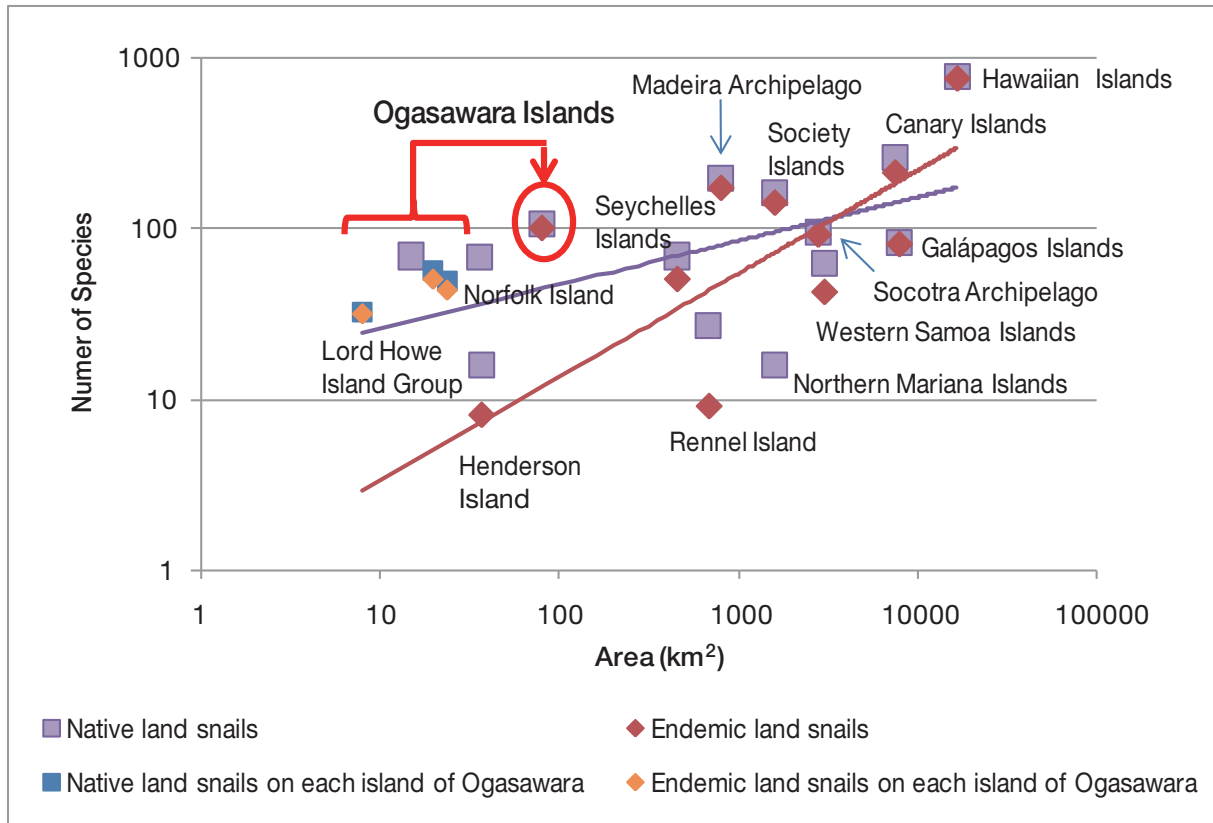 Numer of Species
1000
100
10
1
1
10
100
1000
10000
100000
Area (km²)
Ogasawara Islands
Madeira Archipelago
Society
Islands
Hawaiian Islands
Canary Islands
Seychelles
Islands
Galápagos Islands
Socotra Archipelago
Western Samoa Islands
Northern Mariana Islands
Norfolk Island
Lord Howe
Island Group
Rennel Island
Henderson
Island
Native land snails
Endemic land snails
Native land snails on each island of Ogasawara
Endemic land snails on each island of Ogasawara